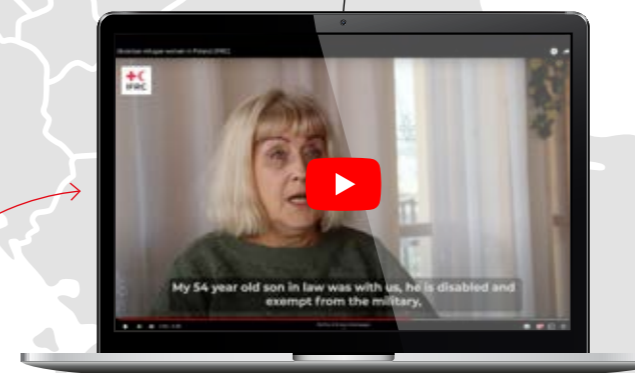 Ukrainian refugee women in Poland | IFRC
IFRC
My 54 year old son in law was with us, he is disabled and
exempt from the military,